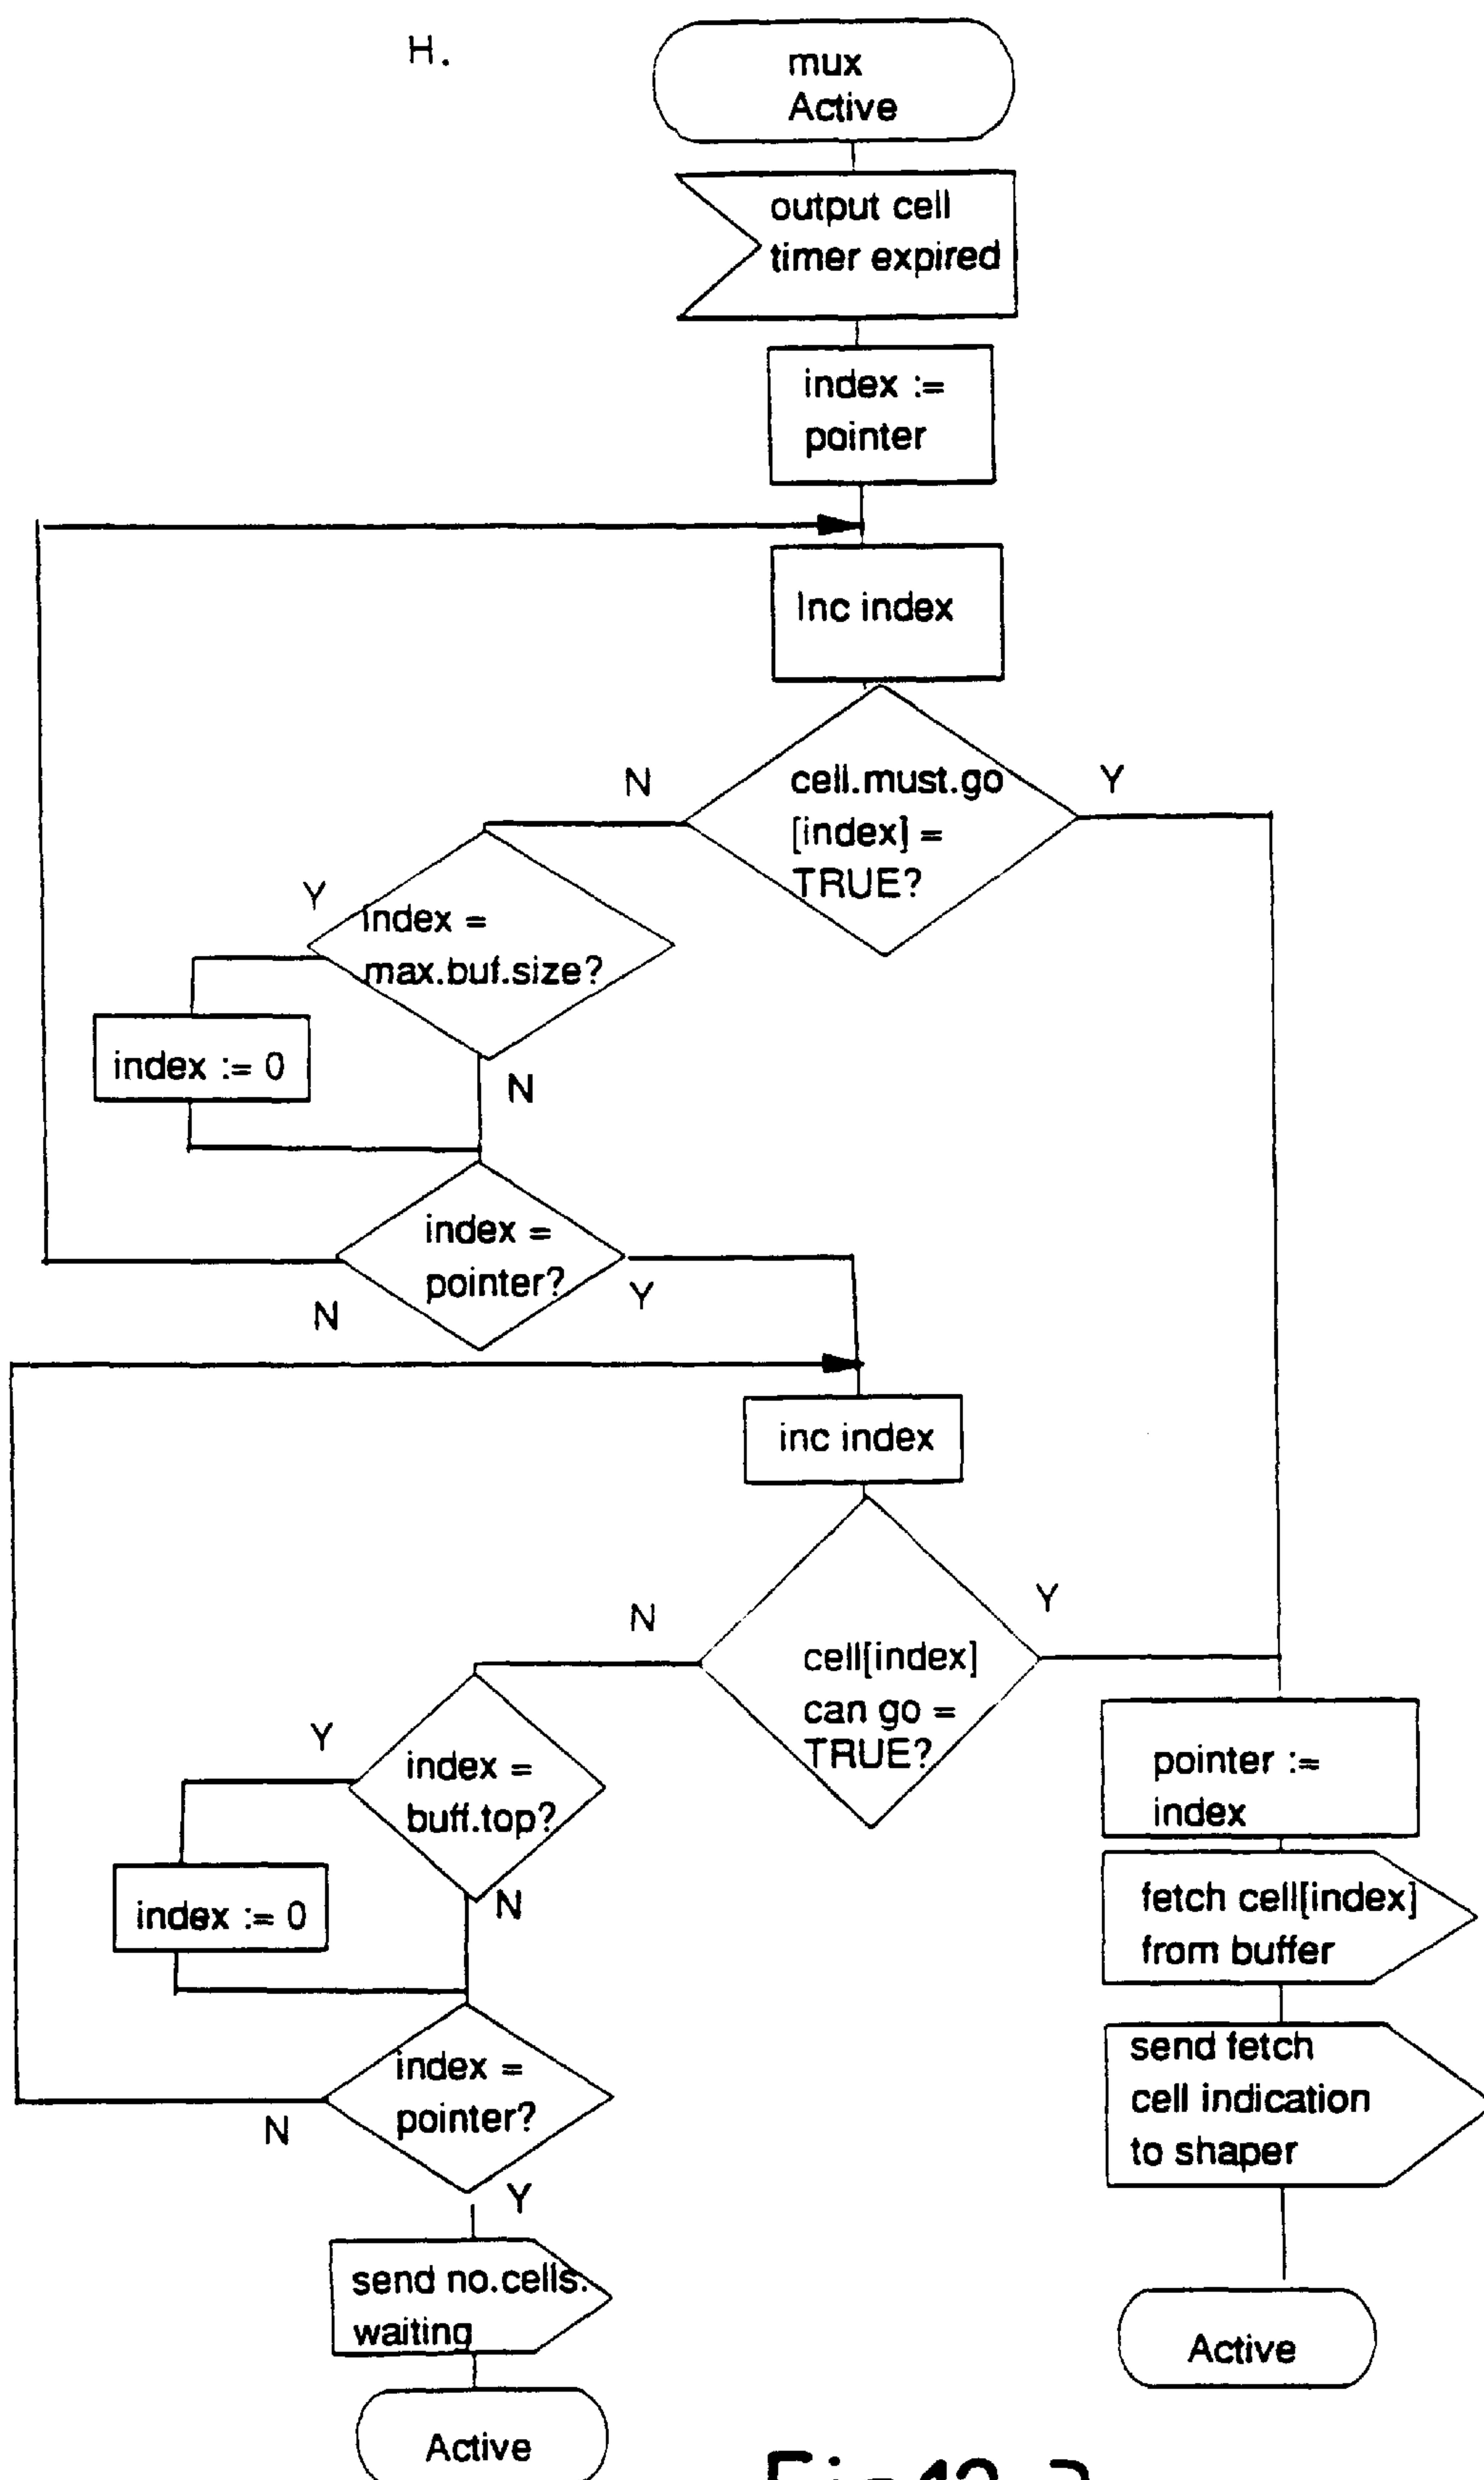 H.
mux
Active
output cell
timer expired
index :=
pointer
Inc index
N
cell.must.go
[index] =
TRUE?
Y
Y
index =
max.buf.size?
index := 0
N
index =
pointer?
N
Y
inc index
N
cell[index]
can go =
TRUE?
Y
Y
index =
buff.top?
N
index := 0
index =
pointer?
N
Y
send no.cells.
waiting
Active
pointer :=
index
fetch cell[index]
from buffer
send fetch
cell indication
to shaper
Active